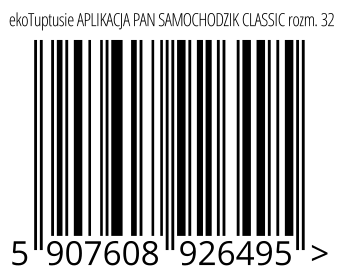 ekoTuptusie APLIKACJA PAN SAMOCHODZIK CLASSIC rozm. 32
5 907608 926495 >